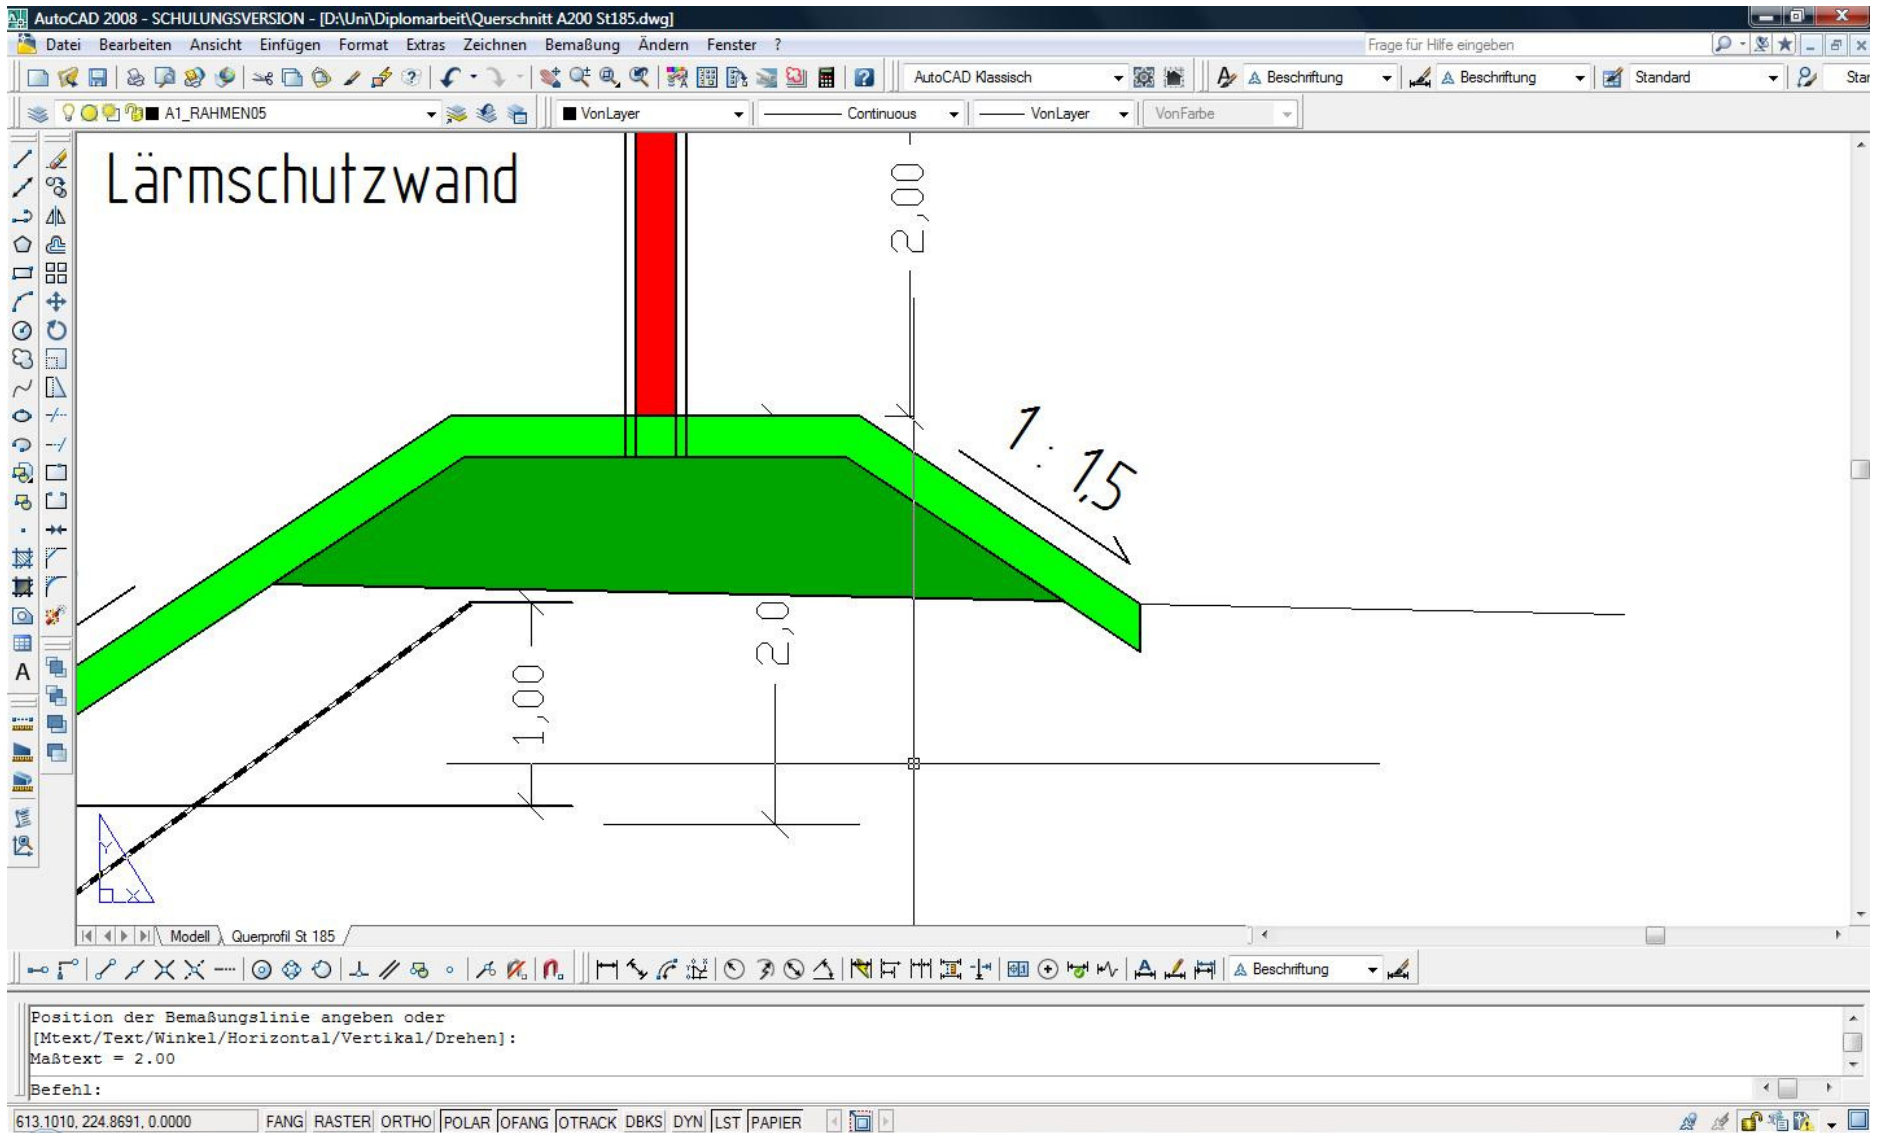 AutoCAD 2008 - SCHULUNGSVERSION - [D:\Uni\Diplomarbeit\Querschnitt A200 St185.dwg]
Datei Bearbeiten Ansicht Einfügen Format Extras Zeichnen Bemaßung Ändern Fenster ?
Frage für Hilfe eingeben
AutoCAD Klassisch
Beschriftung
Beschriftung
Standard
Star
A1_RAHMEN05
VonLayer
Continuous
VonLayer
VonFarbe
Lärmschutzwand
2,00
1 : 1,5
2,0
1,00
Y
X
Modell
Querprofil St 185
Beschriftung
Position der Bemaßungslinie angeben oder
[Mtext/Text/Winkel/Horizontal/Vertikal/Drehen]:
Maßtext = 2.00
Befehl:
613.1010, 224.8691, 0.0000
FANG RASTER ORTHO POLAR OFANG OTRACK DBKS DYN LST PAPIER